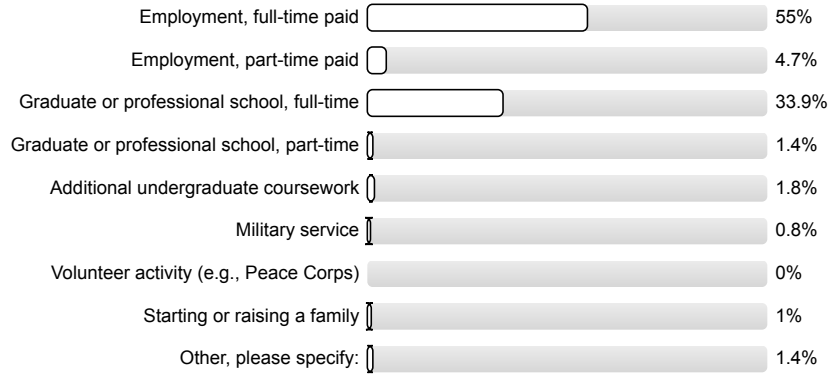 Employment, full-time paid 55%
Employment, part-time paid 4.7%
Graduate or professional school, full-time 33.9%
Graduate or professional school, part-time 1.4%
Additional undergraduate coursework 1.8%
Military service 0.8%
Volunteer activity (e.g., Peace Corps) 0%
Starting or raising a family 1%
Other, please specify: 1.4%